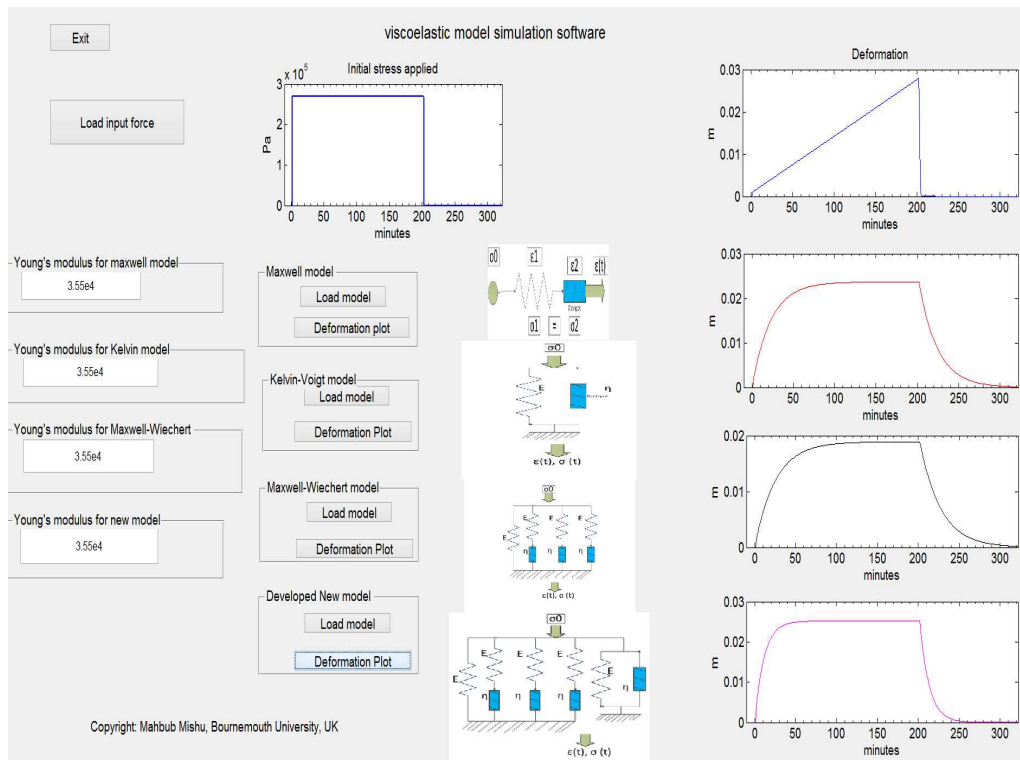 Exit
viscoelastic model simulation software
Load input force
Initial stress applied
x 10^5
3
2
1
0
Pa
0 50 100 150 200 250 300
minutes
Deformation
0.03
0.02
0.01
0
m
0 50 100 150 200 250 300
minutes
Young's modulus for maxwell model
3.55e4
Maxwell model
Load model
Deformation plot
σ0 ε1 ε2 ε(t)
σ1 = σ2
0.03
0.02
0.01
0
m
0 50 100 150 200 250 300
minutes
Young's modulus for Kelvin model
3.55e4
Kelvin-Voigt model
Load model
Deformation Plot
σ0
E η
ε(t), σ (t)
Young's modulus for Maxwell-Wiechert
3.55e4
Maxwell-Wiechert model
Load model
Deformation Plot
σ0
E E E
E
η η η
ε(t), σ (t)
0.02
0.01
0
m
0 50 100 150 200 250 300
minutes
Young's modulus for new model
3.55e4
Developed New model
Load model
Deformation Plot
σ0
E E E
E E η
η η η
ε(t), σ (t)
0.03
0.02
0.01
0
m
0 50 100 150 200 250 300
minutes
Copyright: Mahbub Mishu, Bournemouth University, UK